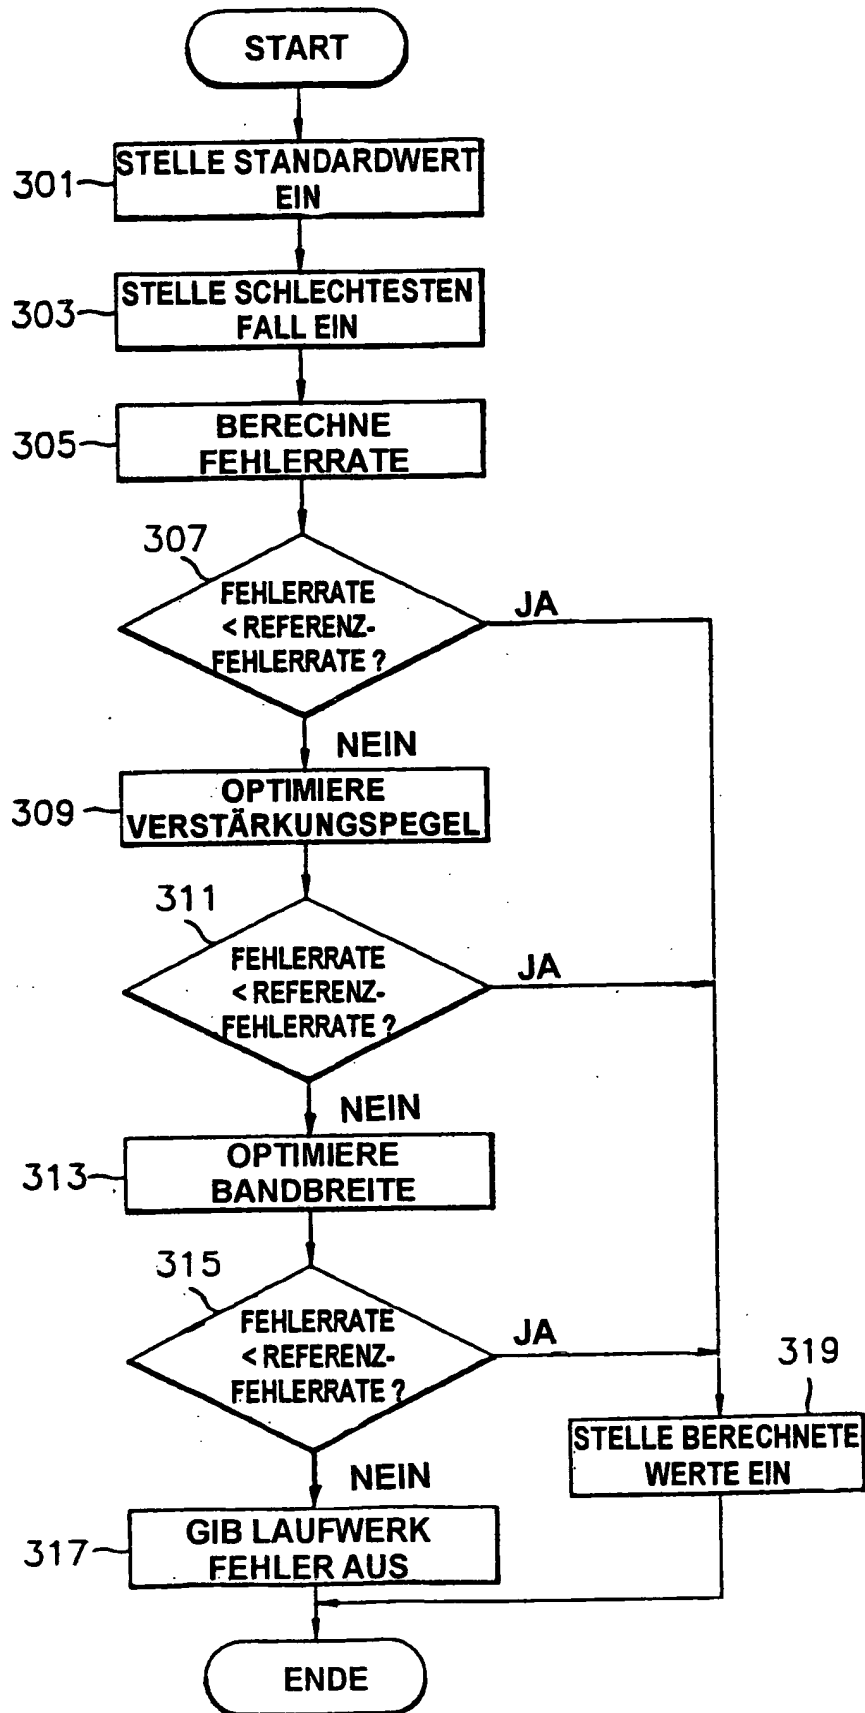 START
STELLE STANDARDWERT
EIN
301
STELLE SCHLECHTESTEN
FALL EIN
303
BERECHNE
FEHLERRATE
305
307
FEHLERRATE
< REFERENZ-
FEHLERRATE ?
JA
NEIN
OPTIMIERE
VERSTÄRKUNGSPEGEL
309
311
FEHLERRATE
< REFERENZ-
FEHLERRATE ?
JA
NEIN
OPTIMIERE
BANDBREITE
313
315
FEHLERRATE
< REFERENZ-
FEHLERRATE ?
JA
319
STELLE BERECHNETE
WERTE EIN
NEIN
GIB LAUFWERK
FEHLER AUS
317
ENDE